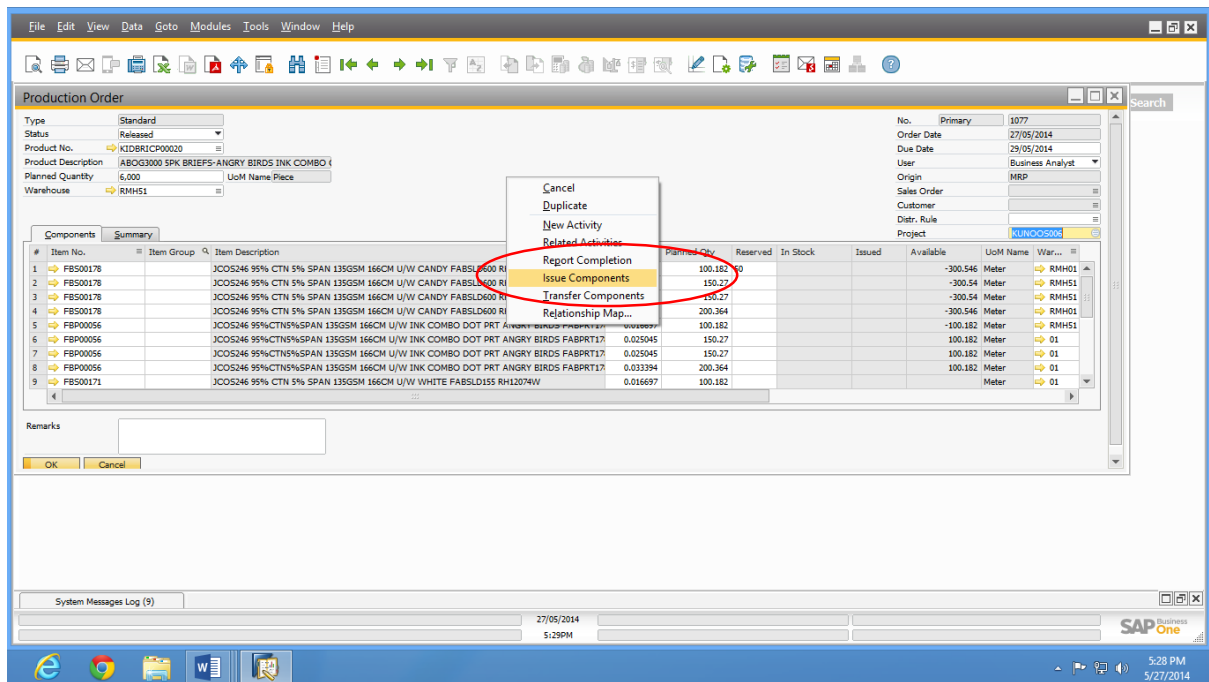 File Edit View Data Goto Modules Tools Window Help
Production Order
Search
Type Standard No. Primary 1077
Status Released Order Date 27/05/2014
Product No. KIDBRICP00020 Due Date 29/05/2014
Product Description ABOG3000 5PK BRIEFS-ANGRY BIRDS INK COMBO ( User Business Analyst
Planned Quantity 6,000 UoM Name Piece Origin MRP
Warehouse RMH51 Sales Order
Customer
Distr. Rule
Project KUNOOS006
Cancel
Duplicate
New Activity
Related Activities
Report Completion
Issue Components
Transfer Components
Relationship Map...
Components Summary
# Item No. Item Group Item Description Planned Qty Reserved In Stock Issued Available UoM Name War...
1 FBS00178 JCOS246 95% CTN 5% SPAN 135GSM 166CM U/W CANDY FABSLD600 RH 100.182 50 -300.546 Meter RMH01
2 FBS00178 JCOS246 95% CTN 5% SPAN 135GSM 166CM U/W CANDY FABSLD600 RH 150.27 -300.54 Meter RMH51
3 FBS00178 JCOS246 95% CTN 5% SPAN 135GSM 166CM U/W CANDY FABSLD600 RH 150.27 -300.54 Meter RMH51
4 FBS00178 JCOS246 95% CTN 5% SPAN 135GSM 166CM U/W CANDY FABSLD600 RH 200.364 -300.546 Meter RMH01
5 FBP00056 JCOS246 95%CTN5%SPAN 135GSM 166CM U/W INK COMBO DOT PRT ANGRY BIRDS FABPRT17 0.016697 100.182 -100.182 Meter RMH51
6 FBP00056 JCOS246 95%CTN5%SPAN 135GSM 166CM U/W INK COMBO DOT PRT ANGRY BIRDS FABPRT17 0.025045 150.27 100.182 Meter 01
7 FBP00056 JCOS246 95%CTN5%SPAN 135GSM 166CM U/W INK COMBO DOT PRT ANGRY BIRDS FABPRT17 0.025045 150.27 100.182 Meter 01
8 FBP00056 JCOS246 95%CTN5%SPAN 135GSM 166CM U/W INK COMBO DOT PRT ANGRY BIRDS FABPRT17 0.033394 200.364 100.182 Meter 01
9 FBS00171 JCOS246 95% CTN 5% SPAN 135GSM 166CM U/W WHITE FABSLD155 RH12074W 0.016697 100.182 Meter 01
Remarks
OK Cancel
System Messages Log (9)
27/05/2014
5:29PM
SAP Business One
5:28 PM
5/27/2014